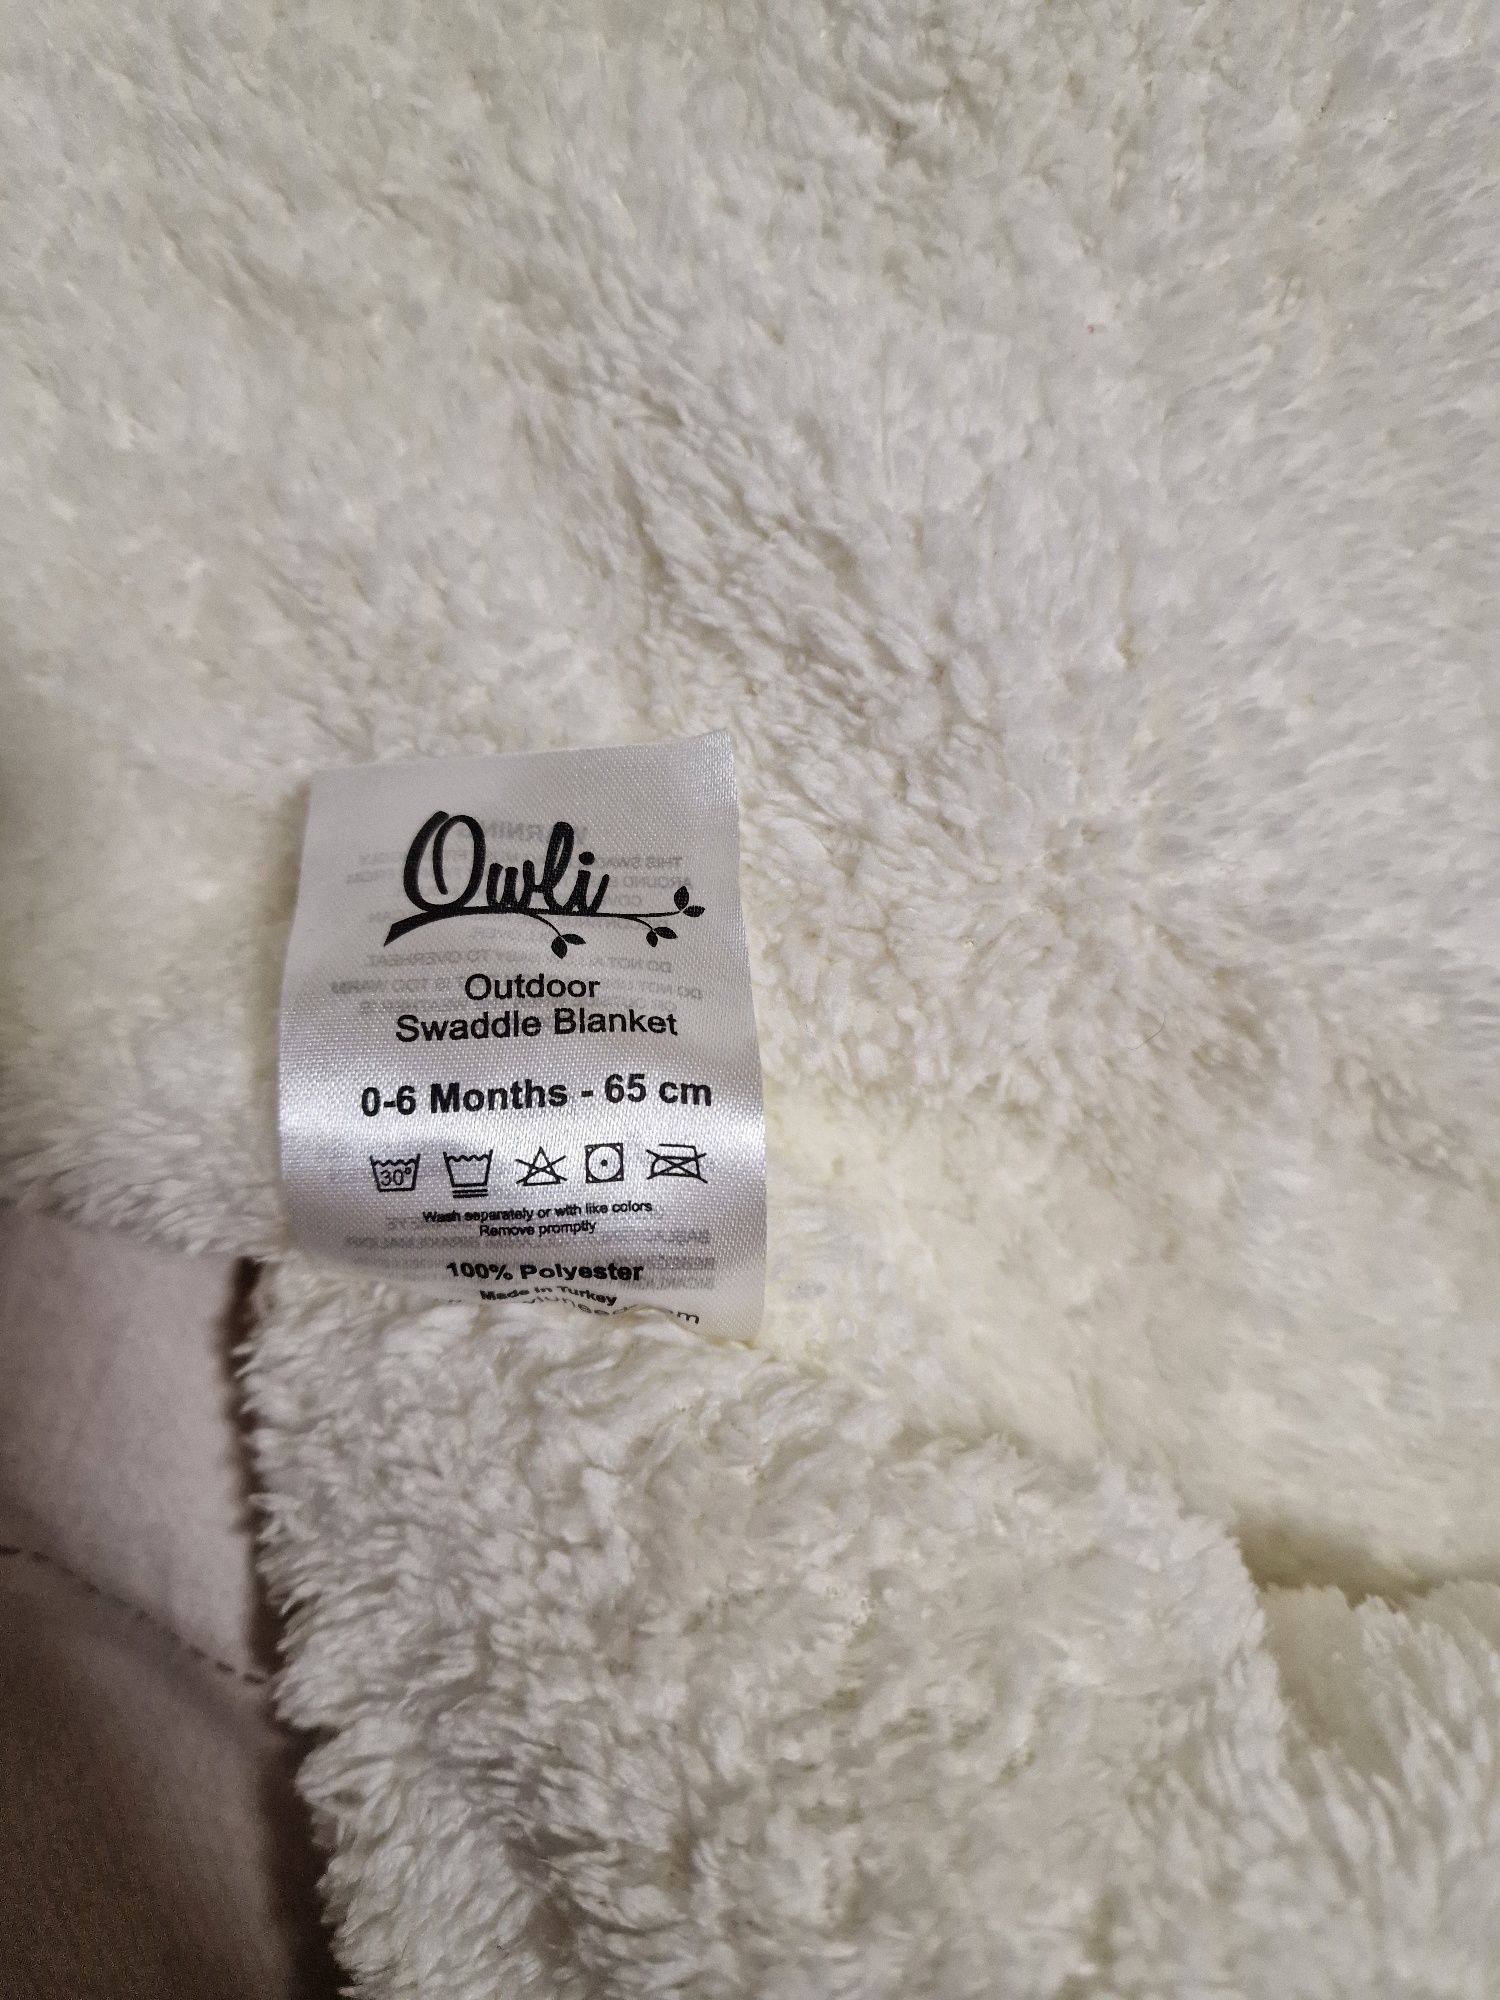 Owli
Outdoor
Swaddle Blanket
0-6 Months - 65 cm
30°
Wash separately or with like colors
Remove promptly
100% Polyester
Made in Turkey